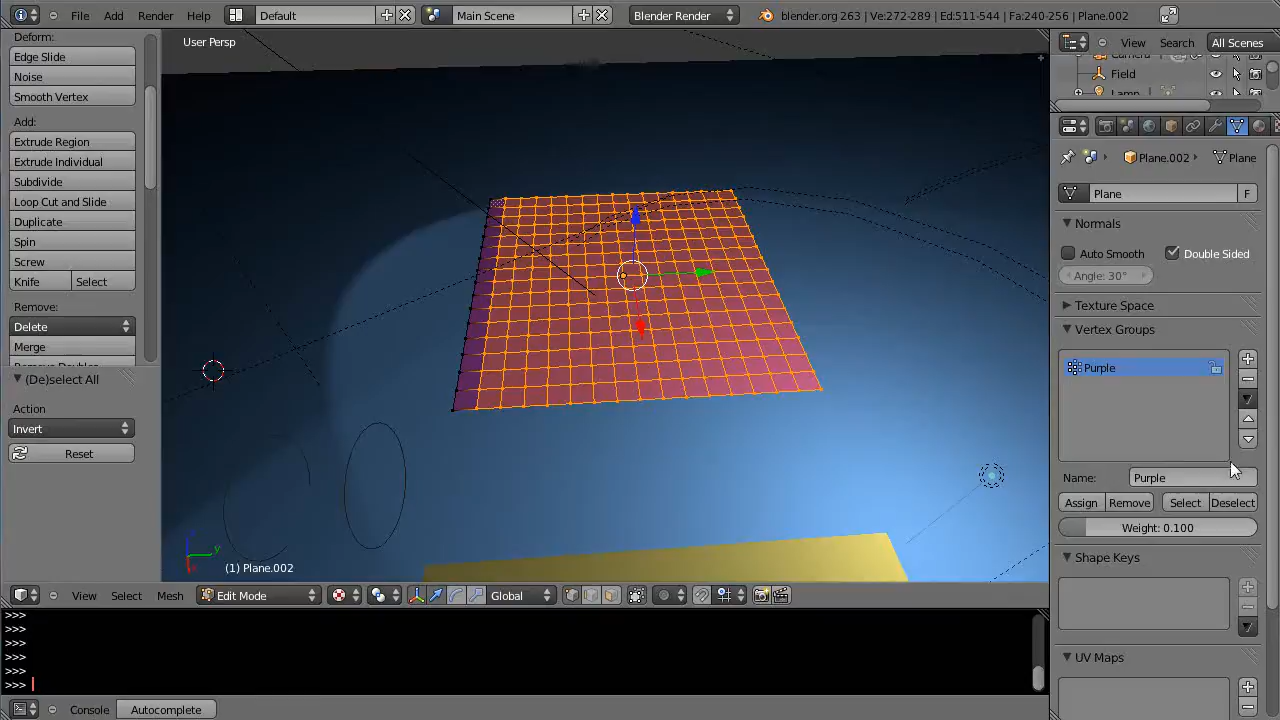 File Add Render Help Default Main Scene Blender Render blender.org 263 | Ve:272-289 | Ed:511-544 | Fa:240-256 | Plane.002
Deform:
Edge Slide
Noise
Smooth Vertex
Add:
Extrude Region
Extrude Individual
Subdivide
Loop Cut and Slide
Duplicate
Spin
Screw
Knife Select
Remove:
Delete
Merge
Remove Doubles
(De)select All
Action
Invert
Reset
User Persp
(1) Plane.002
View Select Mesh Edit Mode Global
>>>
>>>
>>>
>>>
>>>
>>>
Console Autocomplete
View Search All Scenes
Camera
Field
Lamp
Plane.002 Plane
Plane F
Normals
Auto Smooth Double Sided
Angle: 30°
Texture Space
Vertex Groups
Purple
Name: Purple
Assign Remove Select Deselect
Weight: 0.100
Shape Keys
UV Maps